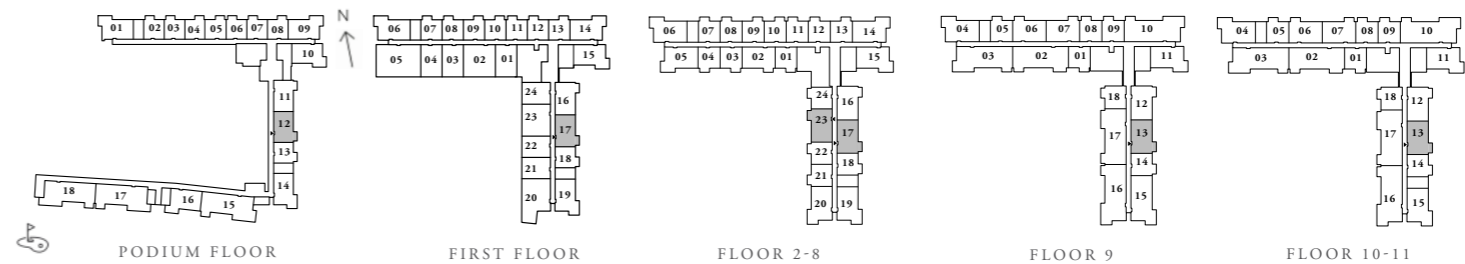 01 02 03 04 05 06 07 08 09
10
11
12
13
14
18 17 16 15
PODIUM FLOOR
N
06 07 08 09 10 11 12 13 14
05 04 03 02 01 15
24 16
23 17
22 18
21
20 19
FIRST FLOOR
06 07 08 09 10 11 12 13 14
05 04 03 02 01 15
24 16
23 17
22 18
21
20 19
FLOOR 2-8
04 05 06 07 08 09 10
03 02 01 11
18 12
17 13
14
16 15
FLOOR 9
04 05 06 07 08 09 10
03 02 01 11
18 12
17 13
14
16 15
FLOOR 10-11